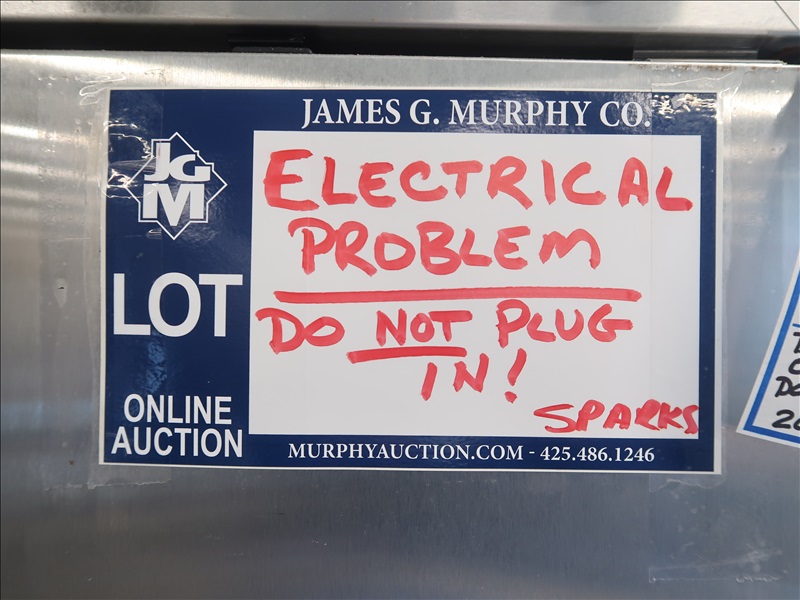 JAMES G. MURPHY CO.
JGM
LOT
ONLINE
AUCTION
ELECTRICAL
PROBLEM
DO NOT PLUG
IN!
SPARKS
MURPHYAUCTION.COM - 425.486.1246